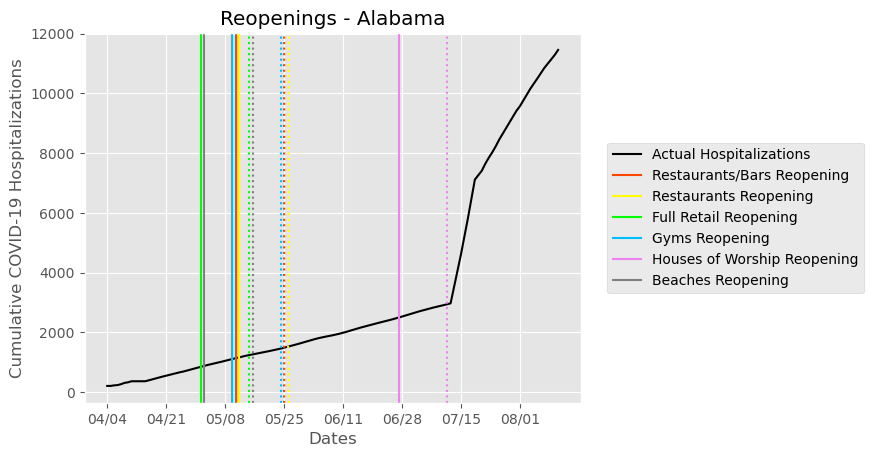 Reopenings - Alabama
Cumulative COVID-19 Hospitalizations
12000
10000
8000
6000
4000
2000
0
04/04 04/21 05/08 05/25 06/11 06/28 07/15 08/01
Dates
Actual Hospitalizations
Restaurants/Bars Reopening
Restaurants Reopening
Full Retail Reopening
Gyms Reopening
Houses of Worship Reopening
Beaches Reopening